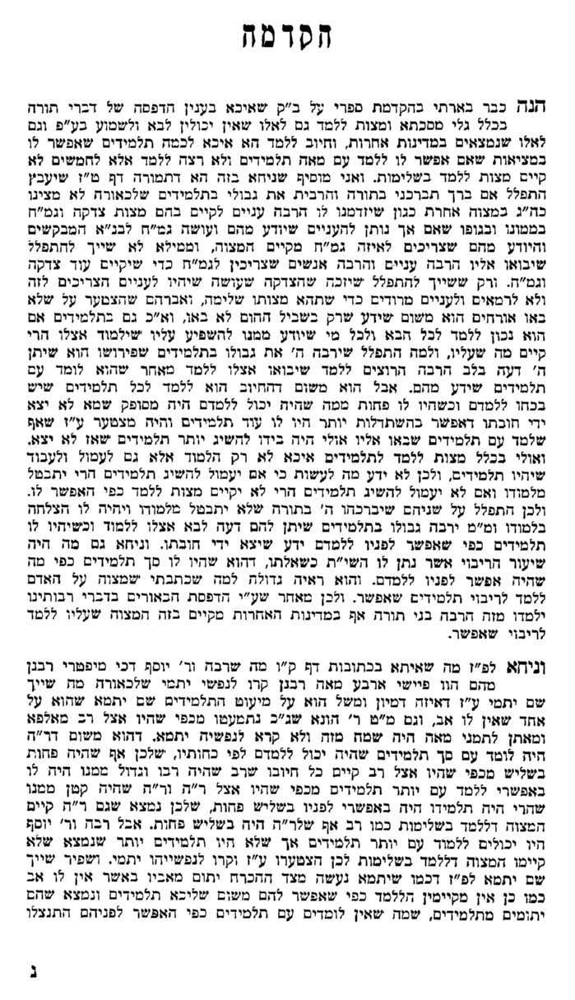 הקדמה
הנה כבר בארתי בהקדמת ספרי על ב"ק שאיכא בענין הדפסה של דברי תורה
בכלל גלי מסכתא ומצות ללמד גם לאלו שאין יכולין לבא ולשמוע בע"פ וגם
לאלו שנמצאים במדינות אחרות, וחיוב ללמד הא איכא לכמה תלמידים שאפשר לו
במציאות שאם אפשר לו ללמד עם מאה תלמידים ולא רצה ללמד אלא לחמשים לא
קיים מצות ללמד בשלימות. ואני מוסיף שניחא בזה הא דתמורה דף ט"ז שיעבץ
התפלל אם ברך תברכני בתורה והרבית את גבולי בתלמידים שלכאורה לא מצינו
כה"ג במצוה אחרת כגון שיזדמנו לו הרבה עניים לקיים בהם מצות צדקה וגמ"ח
בממונו ובגופו שאם אך נותן להעניים שיודע מהם ועושה גמ"ח לבנ"א המבקשים
והיודע מהם שצריכים לאיזה גמ"ח מקיים המצוה, וממילא לא שייך להתפלל
שיבואו אליו הרבה עניים והרבה אנשים שצריכין לגמ"ח כדי שיקיים עוד צדקה
וגמ"ח. ורק ששייך להתפלל שיזכה שהצדקה שעושה שיהיו לעניים הצריכים לזה
ולא לרמאים ולעניים מרודים כדי שתהא מצותו שלימה, ואברהם שהצטער על שלא
באו אורחים הוא משום שידע שרק בשביל החום לא באו, וא"כ גם בתלמידים אם
הוא נכון ללמד לכל הבא ולכל מי שיודע ממנו להשפיע עליו שילמוד אצלו הרי
קיים מה שעליו, ולמה התפלל שירבה ה' את גבולו בתלמידים שפירושו הוא שיתן
ה' דעה בלב הרבה הרוצים ללמד שיבואו אצלו ללמד מאחר שהוא לומד עם
תלמידים שידע מהם. אבל הוא משום דהחיוב הוא ללמד לכל תלמידים שיש
בכחו ללמדם וכשהיו לו פחות ממה שהיה יכול ללמדם היה מסופק שמא לא יצא
ידי חובתו דאפשר בהשתדלות יותר היו לו עוד תלמידים והיה מצטער ע"ז שאף
שלמד עם תלמידים שבאו אליו אולי היה בידו להשיג יותר תלמידים שאז לא יצא.
ואולי בכלל מצות ללמד לתלמידים איכא לא רק הלמוד אלא גם לעמול ולעבוד
שיהיו תלמידים, ולכן לא ידע מה לעשות כי אם יעמול להשיג תלמידים הרי יתבטל
מלמודו ואם לא יעמול להשיג תלמידים הרי לא יקיים מצות ללמד כפי האפשר לו.
ולכן התפלל על שניהם שיברכהו ה' בתורה שלא יתבטל מלמודו ויהיה לו הצלחה
בלמודו ומ"מ ירבה גבולו בתלמידים שיתן להם דעה לבא אצלו ללמוד וכשיהיו לו
תלמידים כפי שאפשר לפניו ללמדם ידע שיצא ידי חובתו. וניחא גם מה היה
שיעור הריבוי אשר נתן לו השי"ת כשאלתו, דהוא שהיו לו סך תלמידים כפי מה
שהיה אפשר לפניו ללמדם. והוא ראיה גדולה למה שכתבתי שמצוה על האדם
ללמד לריבוי תלמידים שאפשר. ולכן מאחר שע"י הדפסת הבאורים בדברי רבותינו
ילמדו מזה הרבה בני תורה אף במדינות האחרות מקיים בזה המצוה שעליו ללמד
לריבוי שאפשר.
וניחא לפ"ז מה שאיתא בכתובות דף ק"ו מה שרבה ור' יוסף דכי מיפטרי רבנן
מהם הוו פיישי ארבע מאה רבנן קרו לנפשי יתמי שלכאורה מה שייך
שם יתמי ע"ז דאיזה דמיון ומשל הוא על מיעוט התלמידים שם יתמא שהוא על
אחד שאין לו אב, וגם מ"ט ר' הונא שג"כ נתמעטו מכפי שהיו אצל רב מאלפא
ומאתן לתמני מאה היה שמח מזה ולא קרא לנפשיה יתמא. דהוא משום דר"ה
היה לומד עם סך תלמידים שהיה יכול ללמדם לפי כחותיו, שלכן אף שהיה פחות
בשליש מכפי שהיו אצל רב קיים כל חיובו שרב שהיה רבו וגדול ממנו היה לו
באפשרי ללמד עם יותר תלמידים מכפי שהיו אצל ר"ה ור"ה שהיה קטן ממנו
שהרי היה תלמידו היה באפשרי לפניו בשליש פחות, שלכן נמצא שגם ר"ה קיים
המצוה דללמד בשלימות כמו רב אף שלר"ה היה בשליש פחות. אבל רבה ור' יוסף
היו יכולים ללמוד עם יותר תלמידים אך שלא היו תלמידים יותר שנמצא שלא
קיימו המצוה דללמד בשלימות לכן הצטערו ע"ז וקרו לנפשייהו יתמי. ושפיר שייך
שם יתמא לפ"ז דכמו שיתמא נעשה מצד ההכרח יתום מאביו באשר אין לו אב
כמו כן אין מקיימין הללמד כפי שאפשר להם משום שליכא תלמידים ונמצא שהם
יתומים מתלמידים, שמה שאין לומדים עם תלמידים כפי האפשר לפניהם התנצלו
ג